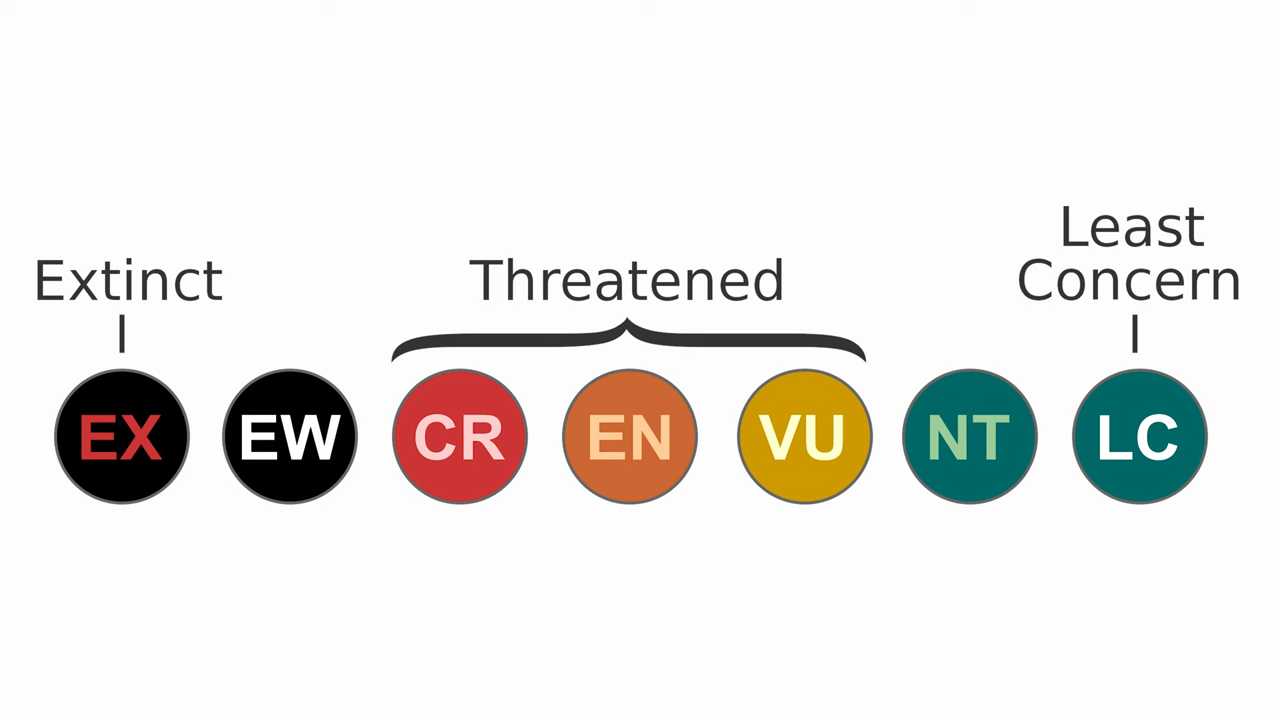 Least
Extinct
Threatened
Concern
EX
EW
CR
EN
VU
NT
LC